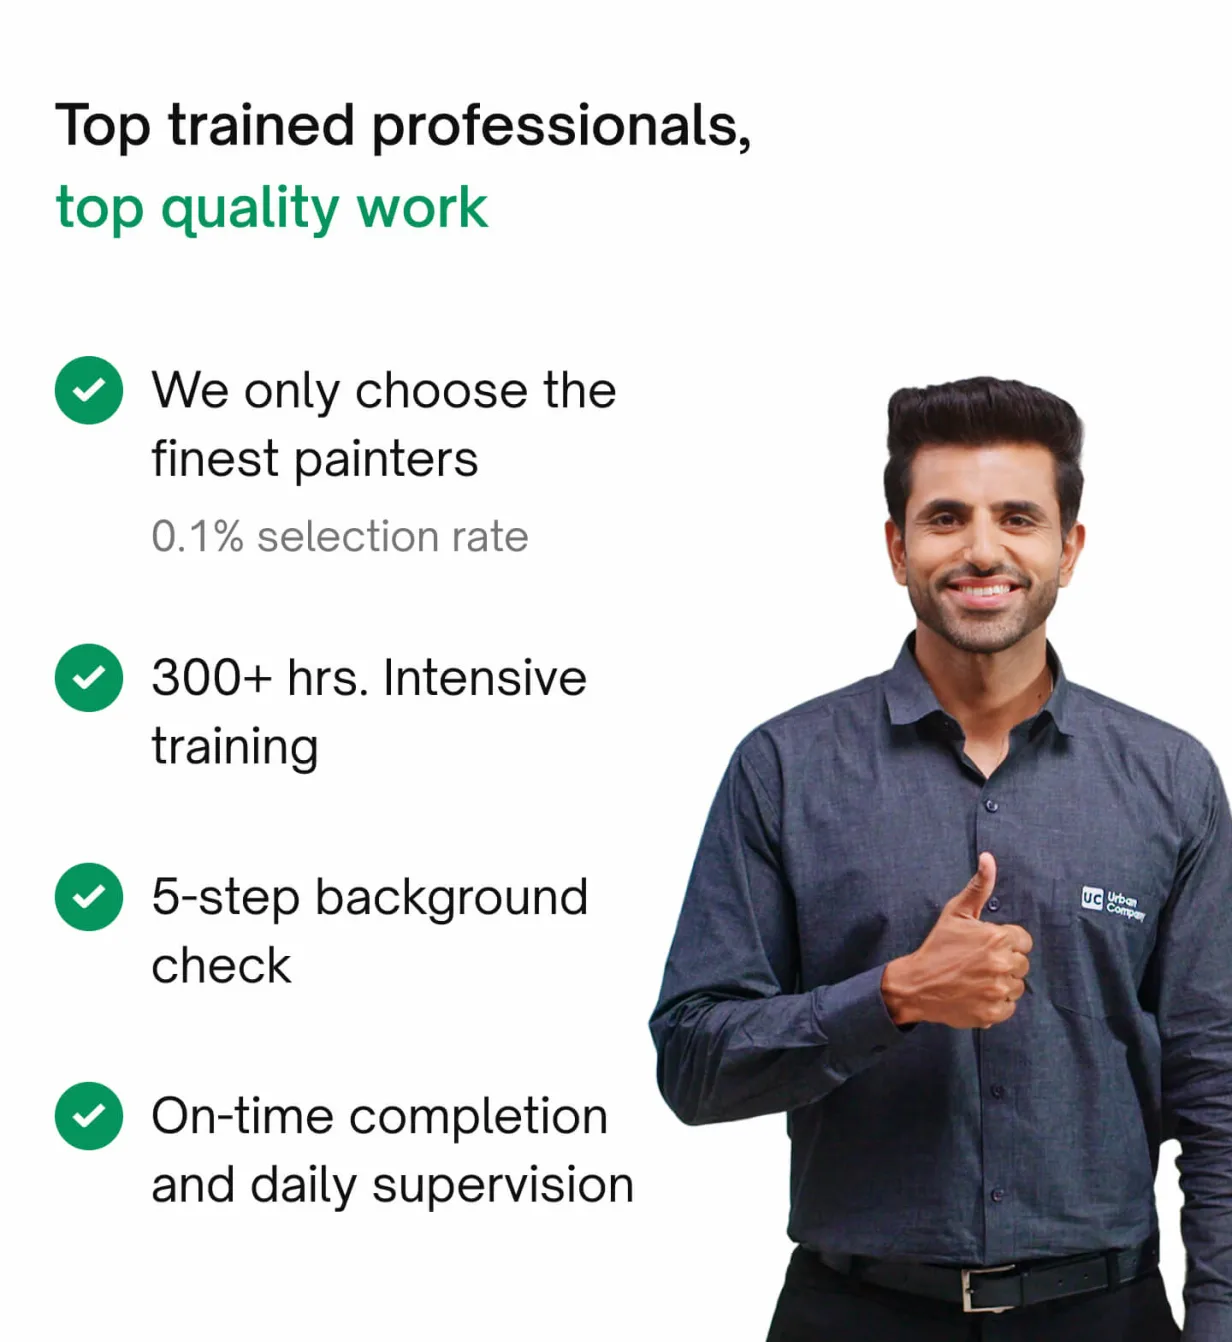 Top trained professionals,
top quality work
We only choose the
finest painters
0.1% selection rate
300+ hrs. Intensive
training
5-step background
check
On-time completion
and daily supervision
UC Urban
Company